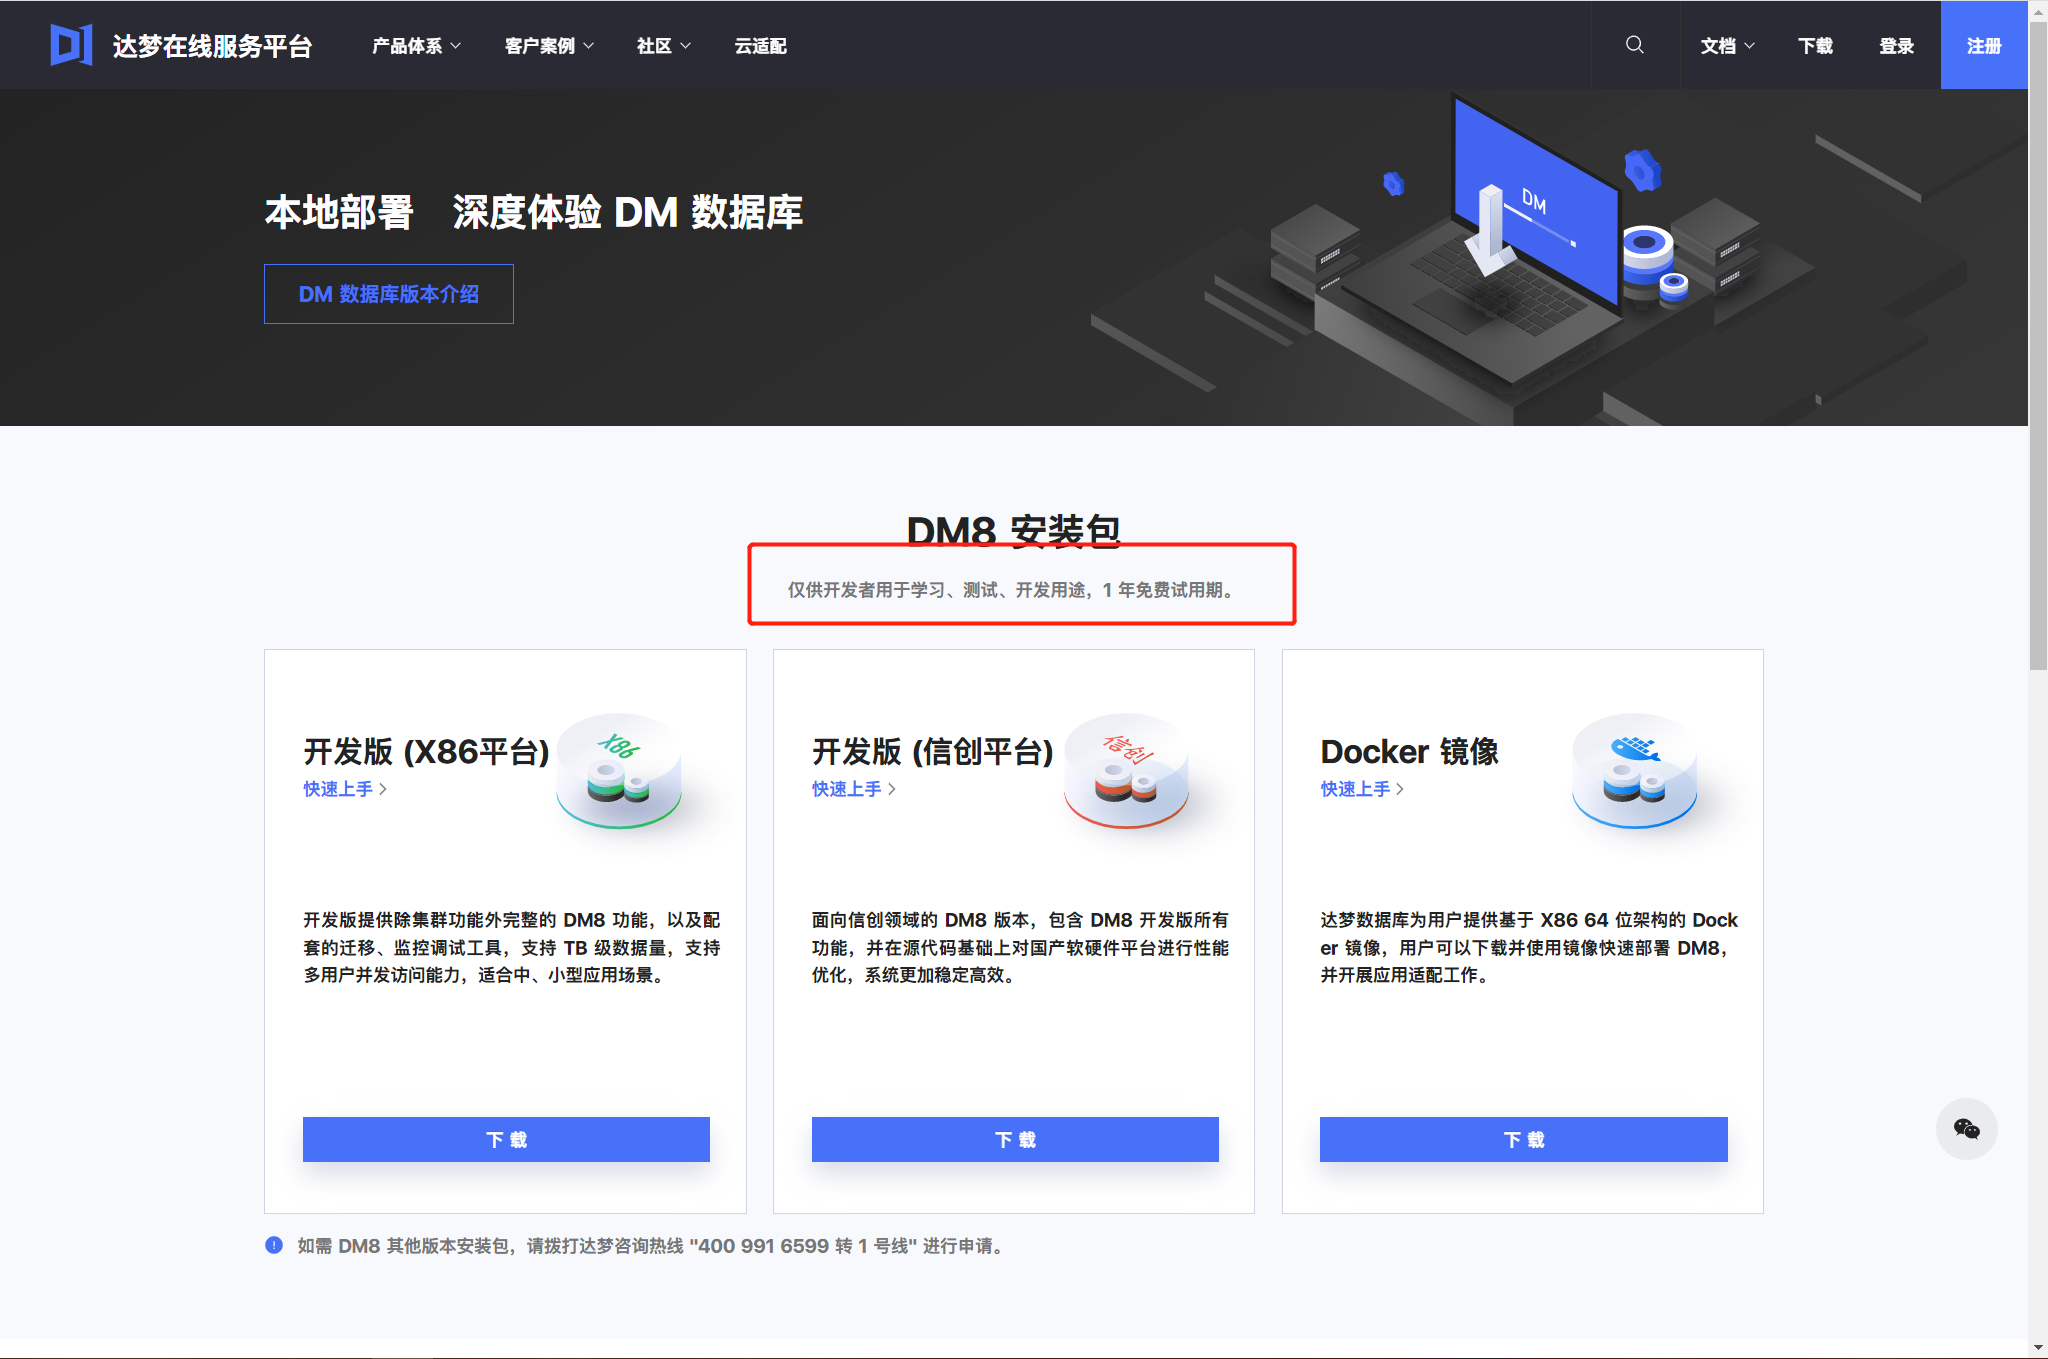 达梦在线服务平台
产品体系
客户案例
社区
云适配
文档
下载
登录
注册
本地部署 深度体验 DM 数据库
DM 数据库版本介绍
DM
DM8 安装包
仅供开发者用于学习、测试、开发用途，1 年免费试用期。
开发版 (X86平台)
快速上手
X86
开发版提供除集群功能外完整的 DM8 功能，以及配
套的迁移、监控调试工具，支持 TB 级数据量，支持
多用户并发访问能力，适合中、小型应用场景。
下载
开发版 (信创平台)
快速上手
信创
面向信创领域的 DM8 版本，包含 DM8 开发版所有
功能，并在源代码基础上对国产软硬件平台进行性能
优化，系统更加稳定高效。
下载
Docker 镜像
快速上手
达梦数据库为用户提供基于 X86 64 位架构的 Dock
er 镜像，用户可以下载并使用镜像快速部署 DM8，
并开展应用适配工作。
下载
如需 DM8 其他版本安装包，请拨打达梦咨询热线 "400 991 6599 转 1 号线" 进行申请。